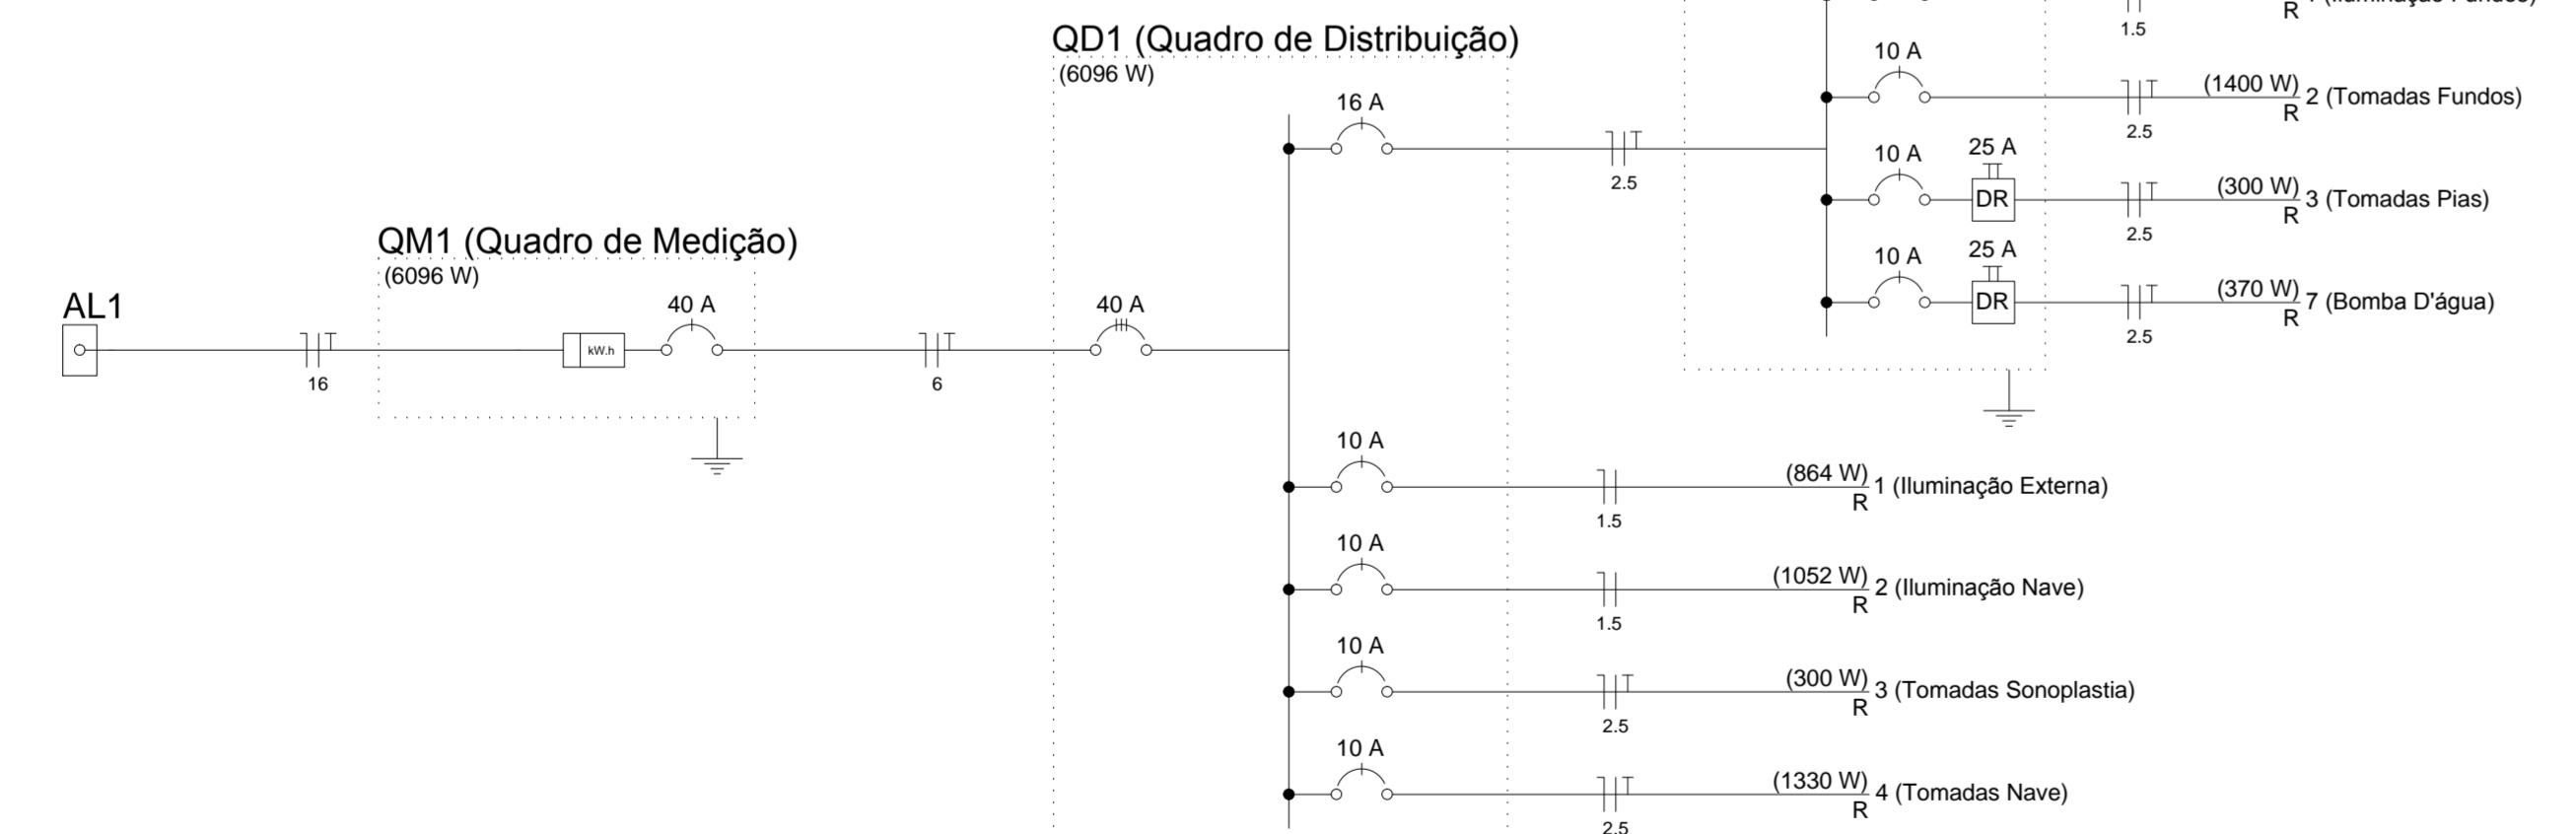 QD1 (Quadro de Distribuição)
(6096 W)
R
1.5
10 A
(1400 W)
2 (Tomadas Fundos)
R
2.5
16 A
2.5
10 A
25 A
DR
(300 W)
3 (Tomadas Pias)
R
2.5
10 A
25 A
DR
(370 W)
7 (Bomba D'água)
R
2.5
QM1 (Quadro de Medição)
(6096 W)
AL1
16
kW.h
40 A
6
40 A
10 A
(864 W)
1 (Iluminação Externa)
R
1.5
10 A
(1052 W)
2 (Iluminação Nave)
R
1.5
10 A
(300 W)
3 (Tomadas Sonoplastia)
R
2.5
10 A
(1330 W)
4 (Tomadas Nave)
R
2.5